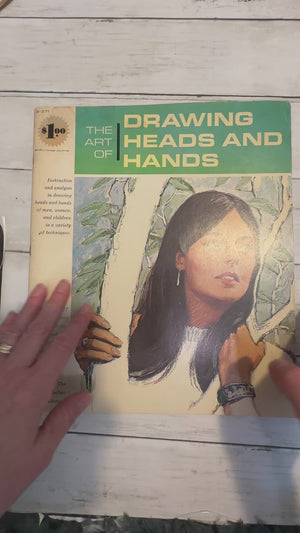 $1.00
THE
ART
OF
DRAWING
HEADS AND
HANDS
Instruction
and analysis
in drawing
heads and hands
of men, women,
and children
in a variety
of techniques.
The